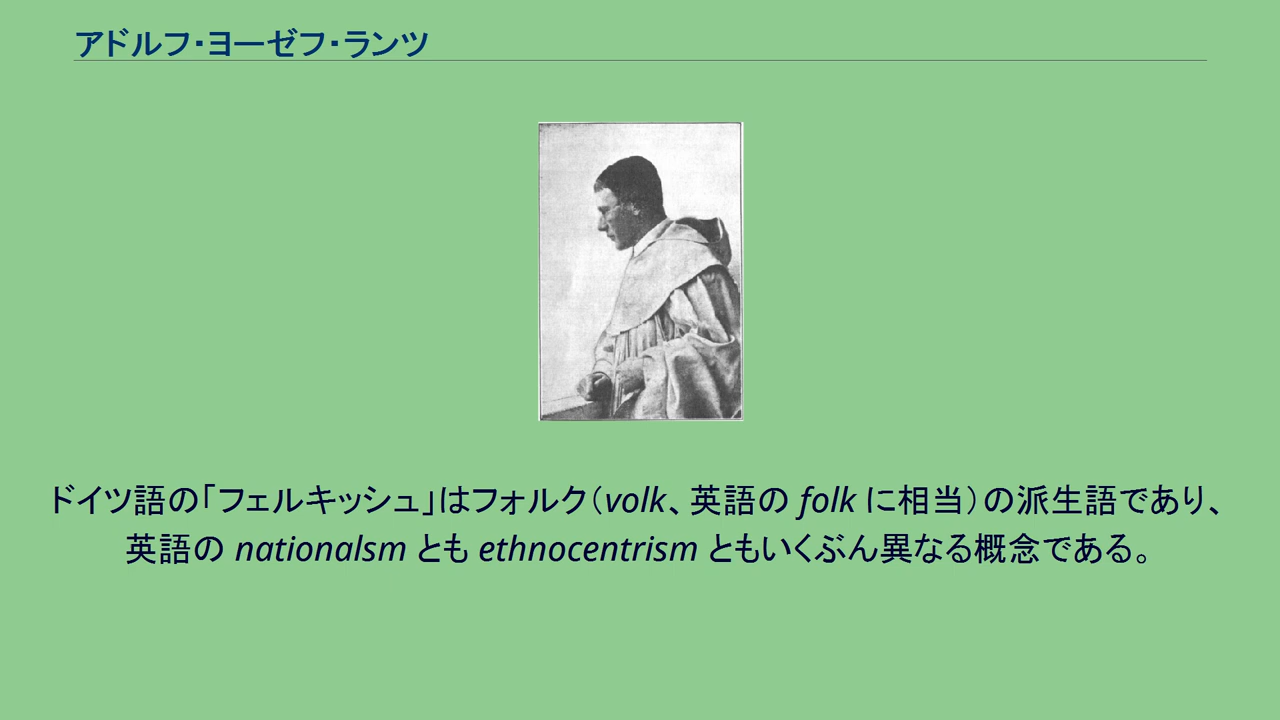 アドルフ・ヨーゼフ・ランツ
ドイツ語の「フェルキッシュ」はフォルク（volk、英語の folk に相当）の派生語であり、
英語の nationalsm とも ethnocentrism ともいくぶん異なる概念である。